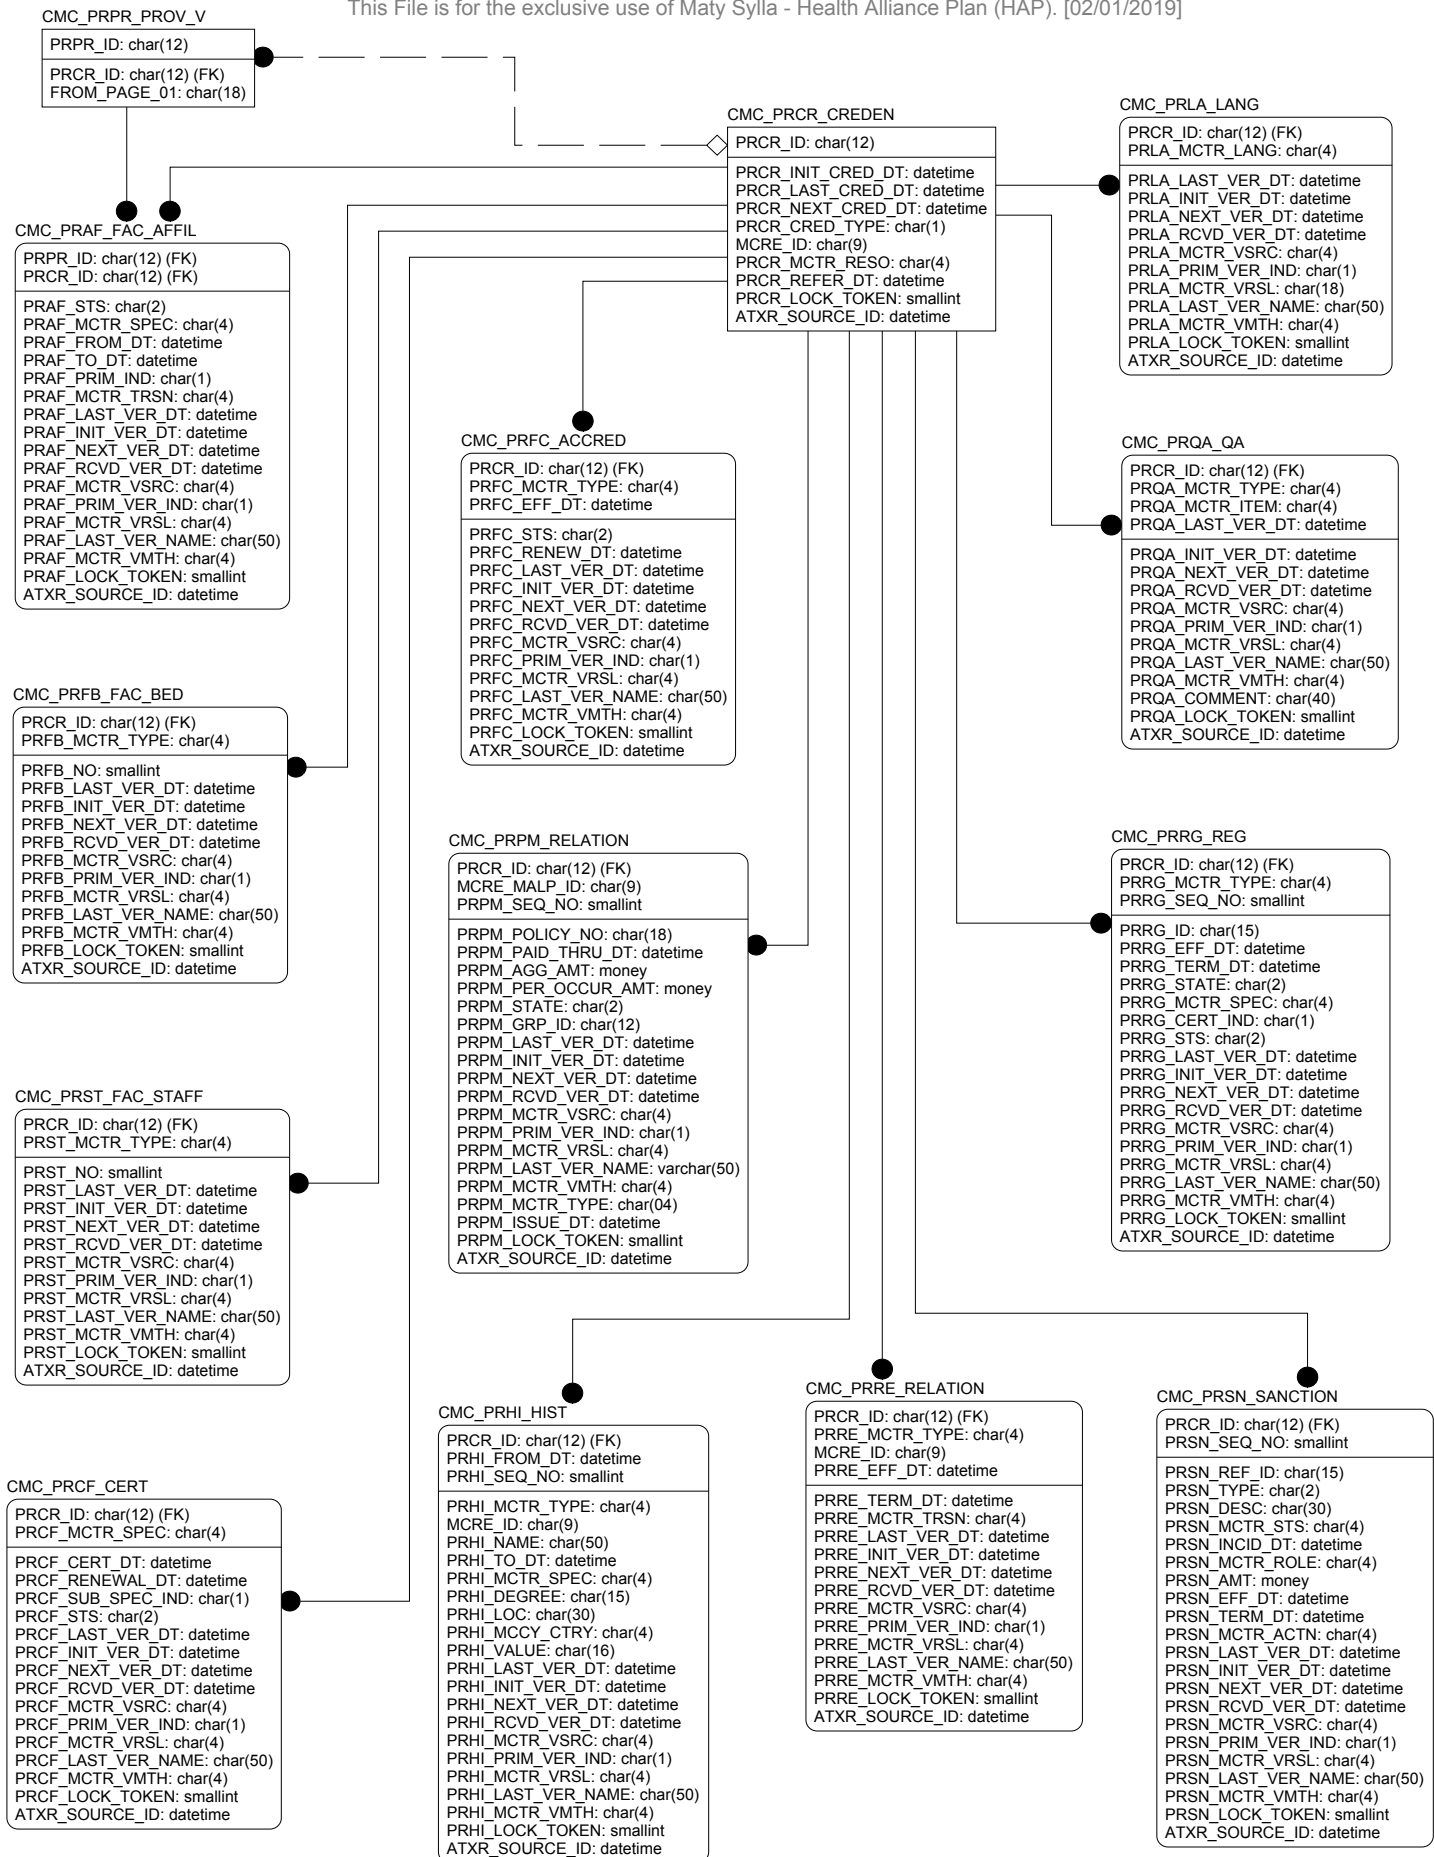 This File is for the exclusive use of Maty Sylla - Health Alliance Plan (HAP). [02/01/2019]
CMC_PRPR_PROV_V
PRPR_ID: char(12)
PRCR_ID: char(12) (FK)
FROM_PAGE_01: char(18)
CMC_PRCR_CREDEN
PRCR_ID: char(12)
PRCR_INIT_CRED_DT: datetime
PRCR_LAST_CRED_DT: datetime
PRCR_NEXT_CRED_DT: datetime
PRCR_CRED_TYPE: char(1)
MCRE_ID: char(9)
PRCR_MCTR_RESO: char(4)
PRCR_REFER_DT: datetime
PRCR_LOCK_TOKEN: smallint
ATXR_SOURCE_ID: datetime
CMC_PRLA_LANG
PRCR_ID: char(12) (FK)
PRLA_MCTR_LANG: char(4)
PRLA_LAST_VER_DT: datetime
PRLA_INIT_VER_DT: datetime
PRLA_NEXT_VER_DT: datetime
PRLA_RCVD_VER_DT: datetime
PRLA_MCTR_VSRC: char(4)
PRLA_PRIM_VER_IND: char(1)
PRLA_MCTR_VRSL: char(18)
PRLA_LAST_VER_NAME: char(50)
PRLA_MCTR_VMTH: char(4)
PRLA_LOCK_TOKEN: smallint
ATXR_SOURCE_ID: datetime
CMC_PRAF_FAC_AFFIL
PRPR_ID: char(12) (FK)
PRCR_ID: char(12) (FK)
PRAF_STS: char(2)
PRAF_MCTR_SPEC: char(4)
PRAF_FROM_DT: datetime
PRAF_TO_DT: datetime
PRAF_PRIM_IND: char(1)
PRAF_MCTR_TRSN: char(4)
PRAF_LAST_VER_DT: datetime
PRAF_INIT_VER_DT: datetime
PRAF_NEXT_VER_DT: datetime
PRAF_RCVD_VER_DT: datetime
PRAF_MCTR_VSRC: char(4)
PRAF_PRIM_VER_IND: char(1)
PRAF_MCTR_VRSL: char(4)
PRAF_LAST_VER_NAME: char(50)
PRAF_MCTR_VMTH: char(4)
PRAF_LOCK_TOKEN: smallint
ATXR_SOURCE_ID: datetime
CMC_PRFC_ACCRED
PRCR_ID: char(12) (FK)
PRFC_MCTR_TYPE: char(4)
PRFC_EFF_DT: datetime
PRFC_STS: char(2)
PRFC_RENEW_DT: datetime
PRFC_LAST_VER_DT: datetime
PRFC_INIT_VER_DT: datetime
PRFC_NEXT_VER_DT: datetime
PRFC_RCVD_VER_DT: datetime
PRFC_MCTR_VSRC: char(4)
PRFC_PRIM_VER_IND: char(1)
PRFC_MCTR_VRSL: char(4)
PRFC_LAST_VER_NAME: char(50)
PRFC_MCTR_VMTH: char(4)
PRFC_LOCK_TOKEN: smallint
ATXR_SOURCE_ID: datetime
CMC_PRQA_QA
PRCR_ID: char(12) (FK)
PRQA_MCTR_TYPE: char(4)
PRQA_MCTR_ITEM: char(4)
PRQA_LAST_VER_DT: datetime
PRQA_INIT_VER_DT: datetime
PRQA_NEXT_VER_DT: datetime
PRQA_RCVD_VER_DT: datetime
PRQA_MCTR_VSRC: char(4)
PRQA_PRIM_VER_IND: char(1)
PRQA_MCTR_VRSL: char(4)
PRQA_LAST_VER_NAME: char(50)
PRQA_MCTR_VMTH: char(4)
PRQA_COMMENT: char(40)
PRQA_LOCK_TOKEN: smallint
ATXR_SOURCE_ID: datetime
CMC_PRFB_FAC_BED
PRCR_ID: char(12) (FK)
PRFB_MCTR_TYPE: char(4)
PRFB_NO: smallint
PRFB_LAST_VER_DT: datetime
PRFB_INIT_VER_DT: datetime
PRFB_NEXT_VER_DT: datetime
PRFB_RCVD_VER_DT: datetime
PRFB_MCTR_VSRC: char(4)
PRFB_PRIM_VER_IND: char(1)
PRFB_MCTR_VRSL: char(4)
PRFB_LAST_VER_NAME: char(50)
PRFB_MCTR_VMTH: char(4)
PRFB_LOCK_TOKEN: smallint
ATXR_SOURCE_ID: datetime
CMC_PRPM_RELATION
PRCR_ID: char(12) (FK)
MCRE_MALP_ID: char(9)
PRPM_SEQ_NO: smallint
PRPM_POLICY_NO: char(18)
PRPM_PAID_THRU_DT: datetime
PRPM_AGG_AMT: money
PRPM_PER_OCCUR_AMT: money
PRPM_STATE: char(2)
PRPM_GRP_ID: char(12)
PRPM_LAST_VER_DT: datetime
PRPM_INIT_VER_DT: datetime
PRPM_NEXT_VER_DT: datetime
PRPM_RCVD_VER_DT: datetime
PRPM_MCTR_VSRC: char(4)
PRPM_PRIM_VER_IND: char(1)
PRPM_MCTR_VRSL: char(4)
PRPM_LAST_VER_NAME: varchar(50)
PRPM_MCTR_VMTH: char(4)
PRPM_MCTR_TYPE: char(04)
PRPM_ISSUE_DT: datetime
PRPM_LOCK_TOKEN: smallint
ATXR_SOURCE_ID: datetime
CMC_PRRG_REG
PRCR_ID: char(12) (FK)
PRRG_MCTR_TYPE: char(4)
PRRG_SEQ_NO: smallint
PRRG_ID: char(15)
PRRG_EFF_DT: datetime
PRRG_TERM_DT: datetime
PRRG_STATE: char(2)
PRRG_MCTR_SPEC: char(4)
PRRG_CERT_IND: char(1)
PRRG_STS: char(2)
PRRG_LAST_VER_DT: datetime
PRRG_INIT_VER_DT: datetime
PRRG_NEXT_VER_DT: datetime
PRRG_RCVD_VER_DT: datetime
PRRG_MCTR_VSRC: char(4)
PRRG_PRIM_VER_IND: char(1)
PRRG_MCTR_VRSL: char(4)
PRRG_LAST_VER_NAME: char(50)
PRRG_MCTR_VMTH: char(4)
PRRG_LOCK_TOKEN: smallint
ATXR_SOURCE_ID: datetime
CMC_PRST_FAC_STAFF
PRCR_ID: char(12) (FK)
PRST_MCTR_TYPE: char(4)
PRST_NO: smallint
PRST_LAST_VER_DT: datetime
PRST_INIT_VER_DT: datetime
PRST_NEXT_VER_DT: datetime
PRST_RCVD_VER_DT: datetime
PRST_MCTR_VSRC: char(4)
PRST_PRIM_VER_IND: char(1)
PRST_MCTR_VRSL: char(4)
PRST_LAST_VER_NAME: char(50)
PRST_MCTR_VMTH: char(4)
PRST_LOCK_TOKEN: smallint
ATXR_SOURCE_ID: datetime
CMC_PRCF_CERT
PRCR_ID: char(12) (FK)
PRCF_MCTR_SPEC: char(4)
PRCF_CERT_DT: datetime
PRCF_RENEWAL_DT: datetime
PRCF_SUB_SPEC_IND: char(1)
PRCF_STS: char(2)
PRCF_LAST_VER_DT: datetime
PRCF_INIT_VER_DT: datetime
PRCF_NEXT_VER_DT: datetime
PRCF_RCVD_VER_DT: datetime
PRCF_MCTR_VSRC: char(4)
PRCF_PRIM_VER_IND: char(1)
PRCF_MCTR_VRSL: char(4)
PRCF_LAST_VER_NAME: char(50)
PRCF_MCTR_VMTH: char(4)
PRCF_LOCK_TOKEN: smallint
ATXR_SOURCE_ID: datetime
CMC_PRHI_HIST
PRCR_ID: char(12) (FK)
PRHI_FROM_DT: datetime
PRHI_SEQ_NO: smallint
PRHI_MCTR_TYPE: char(4)
MCRE_ID: char(9)
PRHI_NAME: char(50)
PRHI_TO_DT: datetime
PRHI_MCTR_SPEC: char(4)
PRHI_DEGREE: char(15)
PRHI_LOC: char(30)
PRHI_MCCY_CTRY: char(4)
PRHI_VALUE: char(16)
PRHI_LAST_VER_DT: datetime
PRHI_INIT_VER_DT: datetime
PRHI_NEXT_VER_DT: datetime
PRHI_RCVD_VER_DT: datetime
PRHI_MCTR_VSRC: char(4)
PRHI_PRIM_VER_IND: char(1)
PRHI_MCTR_VRSL: char(4)
PRHI_LAST_VER_NAME: char(50)
PRHI_MCTR_VMTH: char(4)
PRHI_LOCK_TOKEN: smallint
ATXR_SOURCE_ID: datetime
CMC_PRRE_RELATION
PRCR_ID: char(12) (FK)
PRRE_MCTR_TYPE: char(4)
MCRE_ID: char(9)
PRRE_EFF_DT: datetime
PRRE_TERM_DT: datetime
PRRE_MCTR_TRSN: char(4)
PRRE_LAST_VER_DT: datetime
PRRE_INIT_VER_DT: datetime
PRRE_NEXT_VER_DT: datetime
PRRE_RCVD_VER_DT: datetime
PRRE_MCTR_VSRC: char(4)
PRRE_PRIM_VER_IND: char(1)
PRRE_MCTR_VRSL: char(4)
PRRE_LAST_VER_NAME: char(50)
PRRE_MCTR_VMTH: char(4)
PRRE_LOCK_TOKEN: smallint
ATXR_SOURCE_ID: datetime
CMC_PRSN_SANCTION
PRCR_ID: char(12) (FK)
PRSN_SEQ_NO: smallint
PRSN_REF_ID: char(15)
PRSN_TYPE: char(2)
PRSN_DESC: char(30)
PRSN_MCTR_STS: char(4)
PRSN_INCID_DT: datetime
PRSN_MCTR_ROLE: char(4)
PRSN_AMT: money
PRSN_EFF_DT: datetime
PRSN_TERM_DT: datetime
PRSN_MCTR_ACTN: char(4)
PRSN_LAST_VER_DT: datetime
PRSN_INIT_VER_DT: datetime
PRSN_NEXT_VER_DT: datetime
PRSN_RCVD_VER_DT: datetime
PRSN_MCTR_VSRC: char(4)
PRSN_PRIM_VER_IND: char(1)
PRSN_MCTR_VRSL: char(4)
PRSN_LAST_VER_NAME: char(50)
PRSN_MCTR_VMTH: char(4)
PRSN_LOCK_TOKEN: smallint
ATXR_SOURCE_ID: datetime